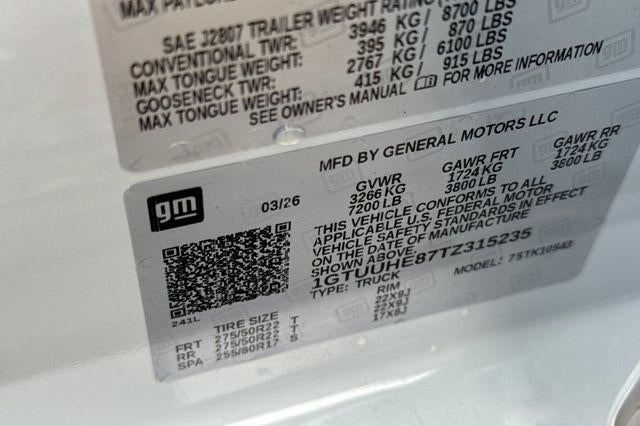 MAX PAYLOAD
SAE J2807 TRAILER WEIGHT RATING
CONVENTIONAL TWR: 3946 KG / 8700 LBS
MAX TONGUE WEIGHT: 395 KG / 870 LBS
GOOSENECK TWR: 2767 KG / 6100 LBS
MAX TONGUE WEIGHT: 415 KG / 915 LBS
SEE OWNER'S MANUAL FOR MORE INFORMATION
MFD BY GENERAL MOTORS LLC
gm
03/26
GVWR GAWR FRT GAWR RR
3266 KG 1724 KG 1724 KG
7200 LB 3800 LB 3800 LB
THIS VEHICLE CONFORMS TO ALL
APPLICABLE U.S. FEDERAL MOTOR
VEHICLE SAFETY STANDARDS IN EFFECT
ON THE DATE OF MANUFACTURE
SHOWN ABOVE
1GTUUHE87TZ315235
TYPE: TRUCK MODEL: 7STK10543
241L
TIRE SIZE RIM
FRT 275/50R22 T 22X9J
RR 275/50R22 T 22X9J
SPA 255/80R17 S 17X8J